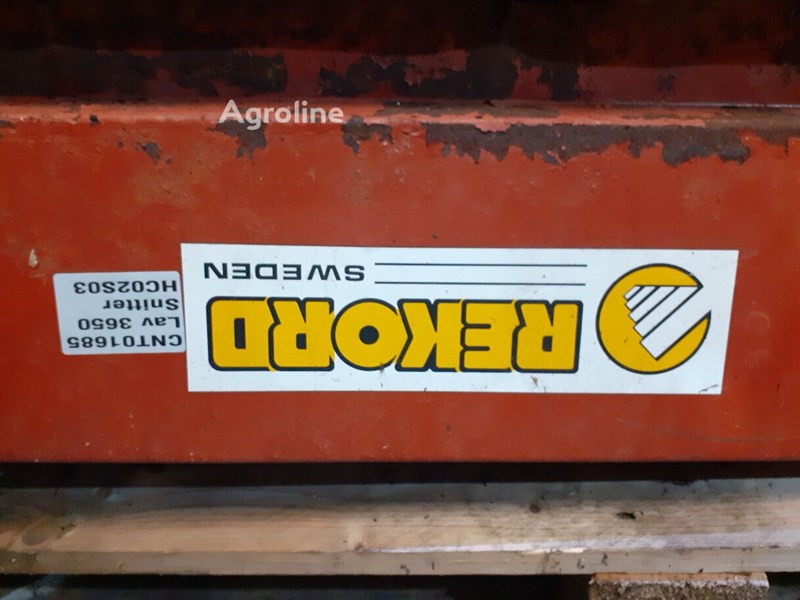 Agroline
REKORD
SWEDEN
CNT01685
Lav 3650
Snitter
HC02S03